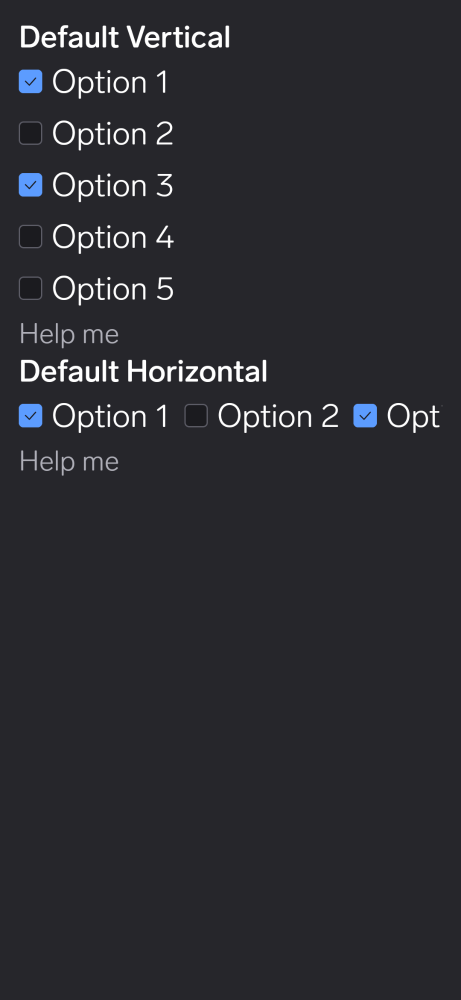 Default Vertical
Option 1
Option 2
Option 3
Option 4
Option 5
Help me
Default Horizontal
Option 1 Option 2 Opt
Help me